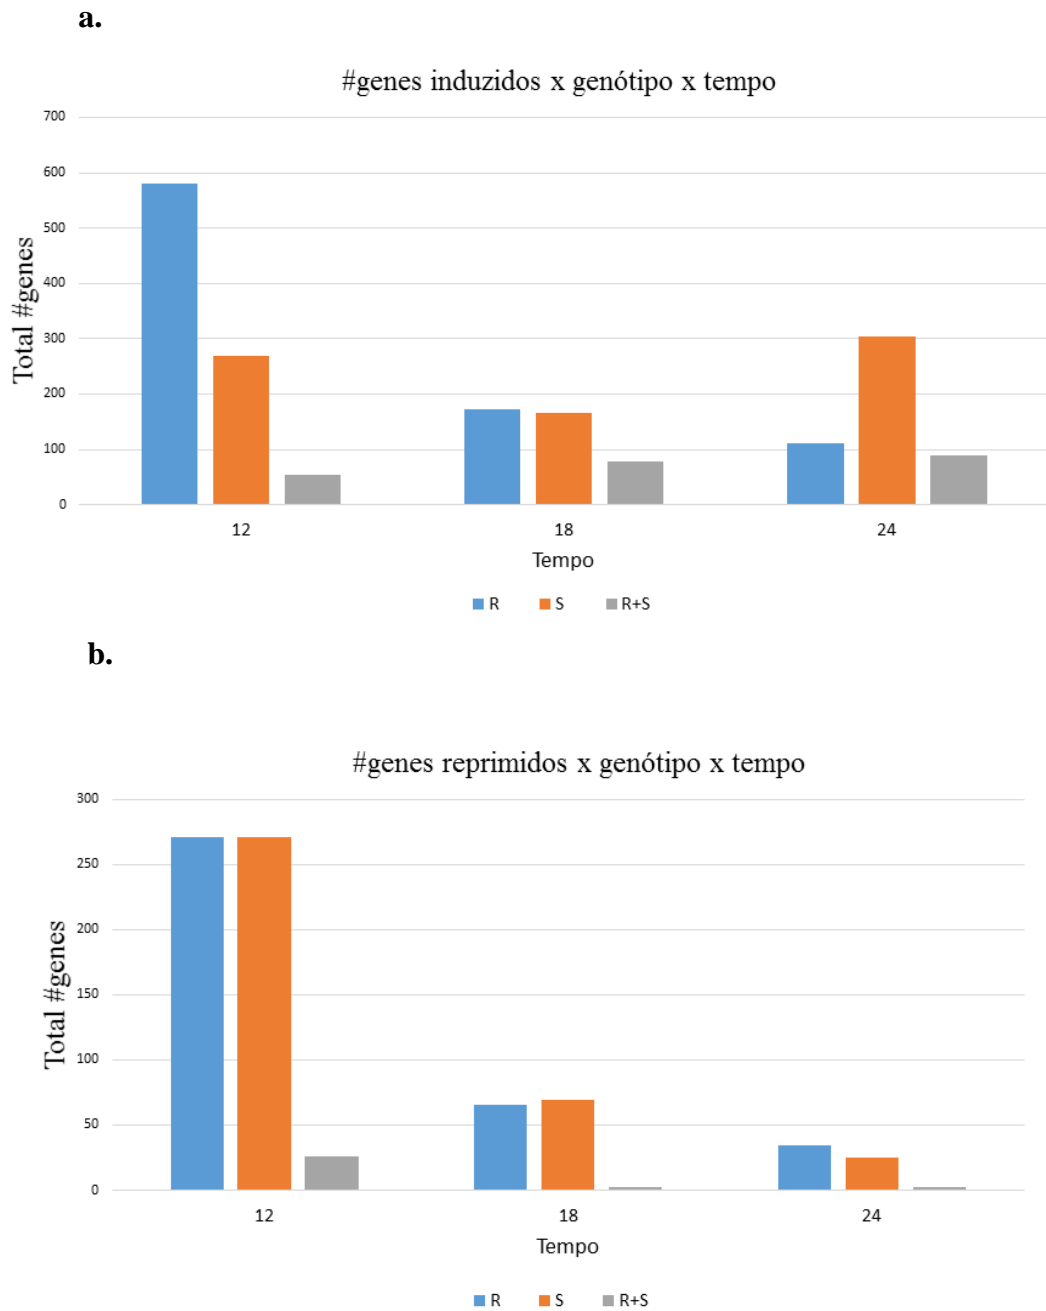 a.
#genes induzidos x genótipo x tempo
700
600
500
400
300
200
100
0
Total #genes
12 18 24
Tempo
R S R+S
b.
#genes reprimidos x genótipo x tempo
300
250
200
150
100
50
0
Total #genes
12 18 24
Tempo
R S R+S